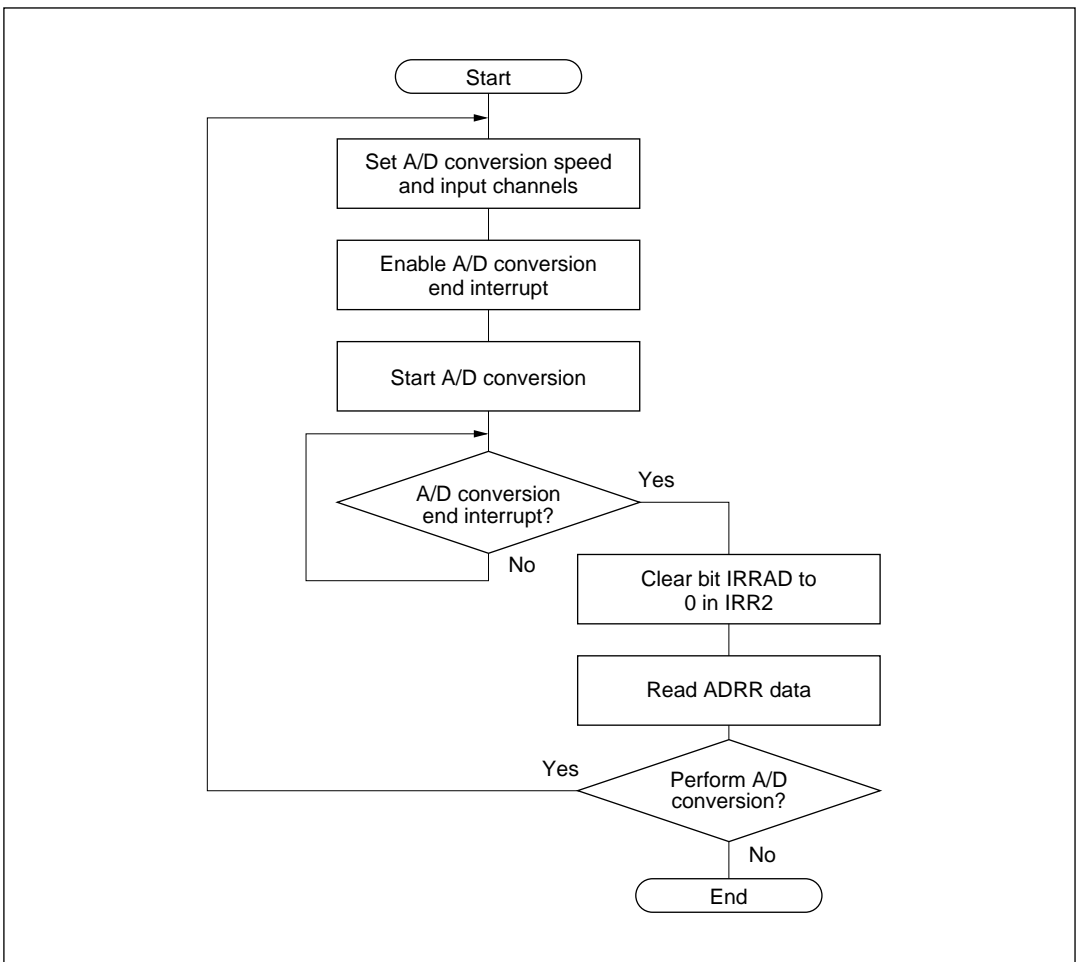 Start
Set A/D conversion speed
and input channels
Enable A/D conversion
end interrupt
Start A/D conversion
A/D conversion
end interrupt?
Yes
No
Clear bit IRRAD to
0 in IRR2
Read ADRR data
Yes
Perform A/D
conversion?
No
End